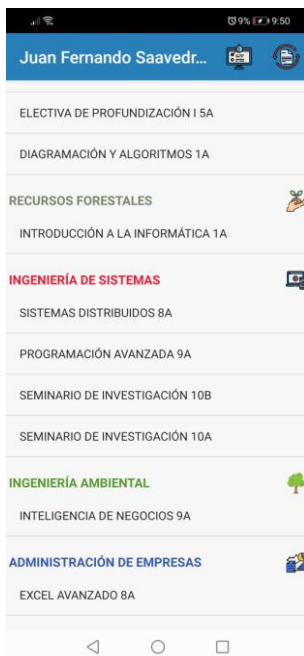 9% 9:50
Juan Fernando Saavedr...
ELECTIVA DE PROFUNDIZACIÓN I 5A
DIAGRAMACIÓN Y ALGORITMOS 1A
RECURSOS FORESTALES
INTRODUCCIÓN A LA INFORMÁTICA 1A
INGENIERÍA DE SISTEMAS
SISTEMAS DISTRIBUIDOS 8A
PROGRAMACIÓN AVANZADA 9A
SEMINARIO DE INVESTIGACIÓN 10B
SEMINARIO DE INVESTIGACIÓN 10A
INGENIERÍA AMBIENTAL
INTELIGENCIA DE NEGOCIOS 9A
ADMINISTRACIÓN DE EMPRESAS
EXCEL AVANZADO 8A